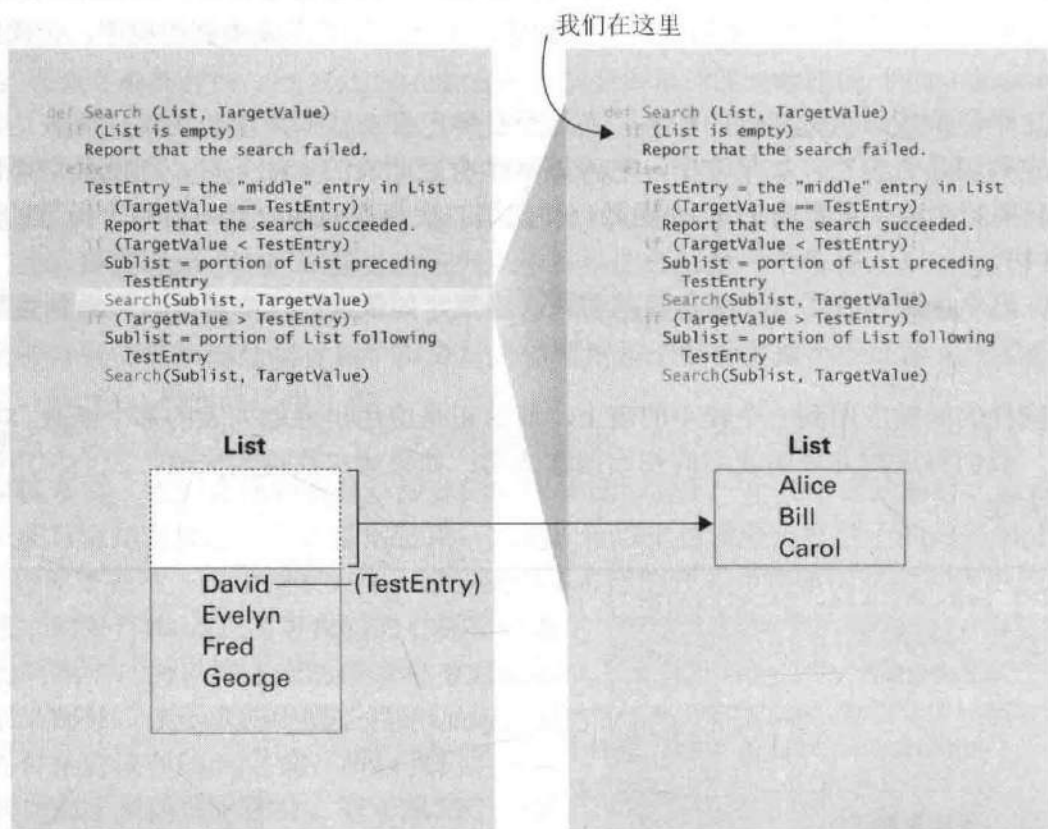 我们在这里
def Search (List, TargetValue)
if (List is empty)
Report that the search failed.
else:
TestEntry = the "middle" entry in List
(TargetValue == TestEntry)
Report that the search succeeded.
if (TargetValue < TestEntry)
Sublist = portion of List preceding
TestEntry
Search(Sublist, TargetValue)
if (TargetValue > TestEntry)
Sublist = portion of List following
TestEntry
Search(Sublist, TargetValue)
List
David
(TestEntry)
Evelyn
Fred
George
def Search (List, TargetValue)
if (List is empty)
Report that the search failed.
else:
TestEntry = the "middle" entry in List
(TargetValue == TestEntry)
Report that the search succeeded.
if (TargetValue < TestEntry)
Sublist = portion of List preceding
TestEntry
Search(Sublist, TargetValue)
if (TargetValue > TestEntry)
Sublist = portion of List following
TestEntry
Search(Sublist, TargetValue)
List
Alice
Bill
Carol